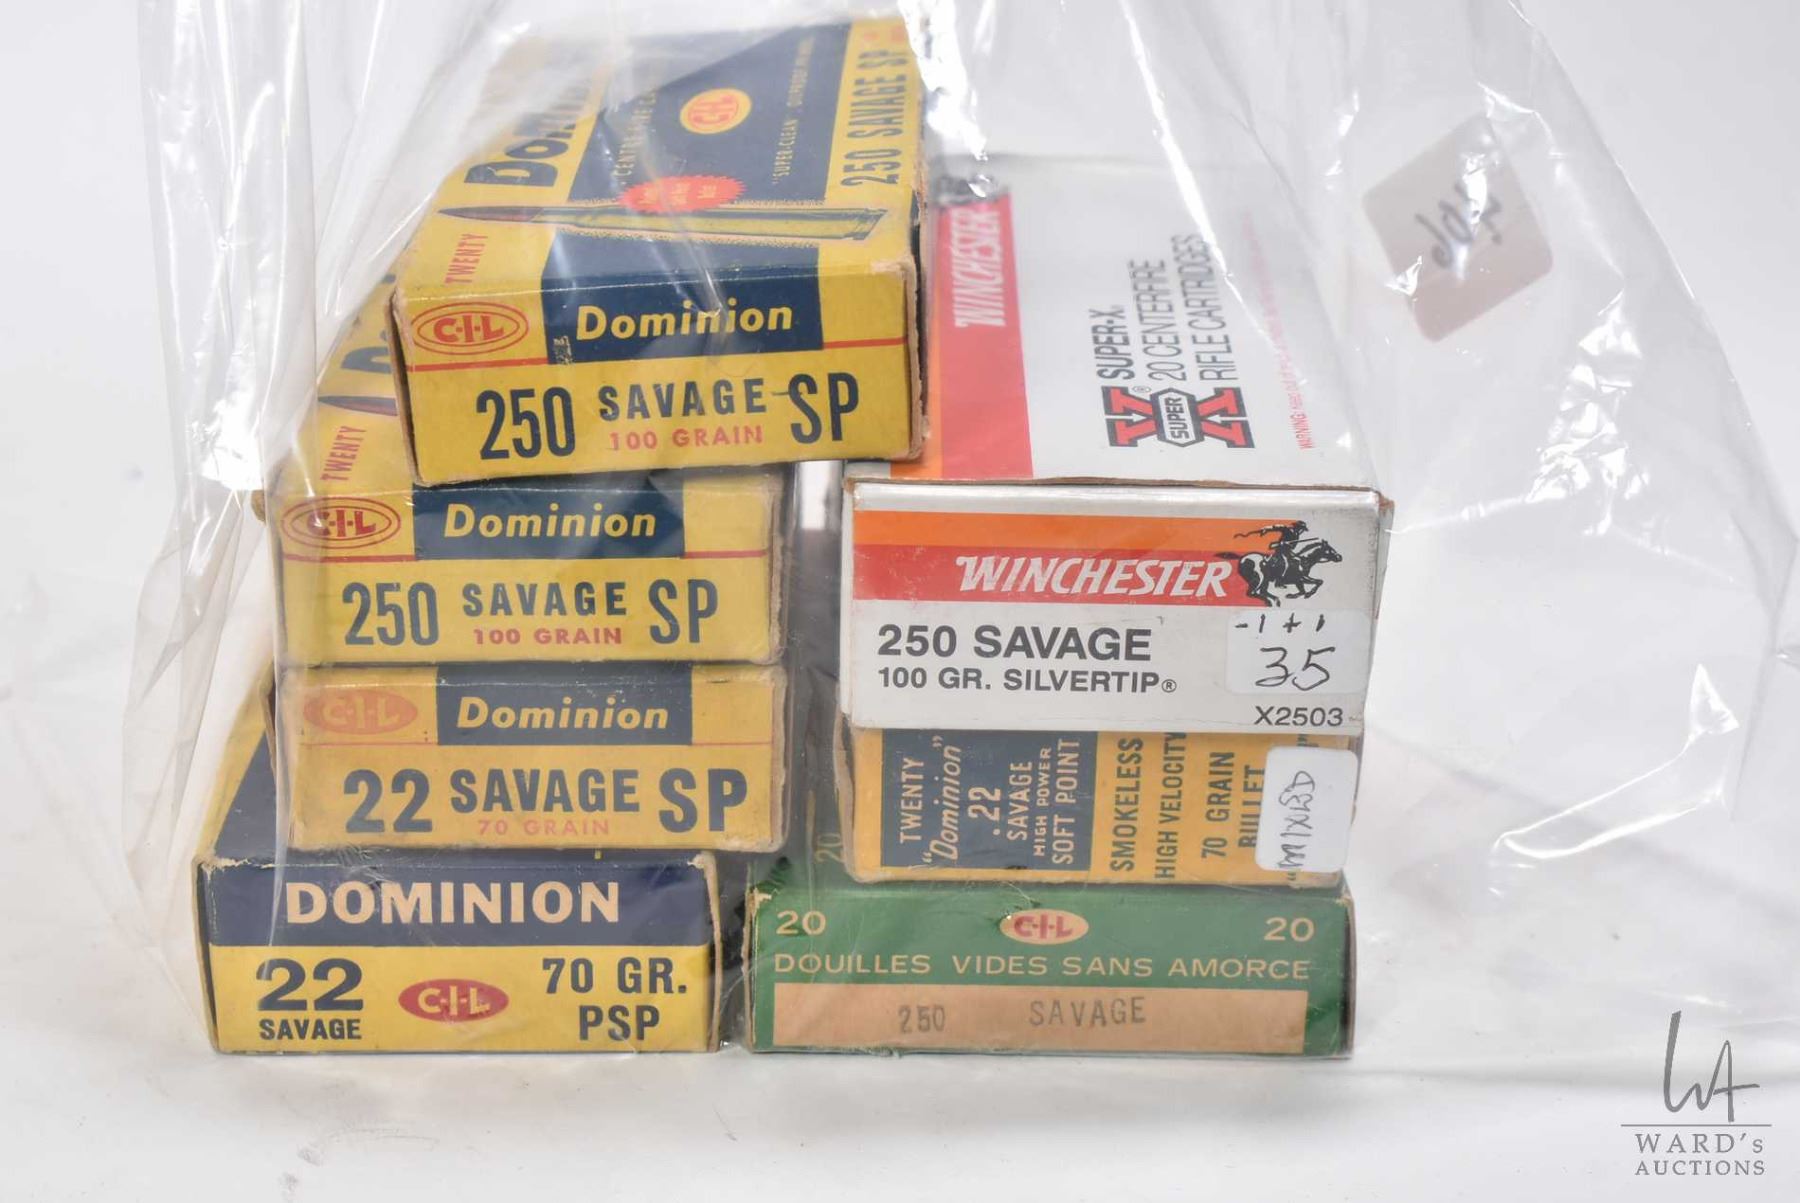 C·I·L
"SUPER-CLEAN
250 SAVAGE SP
TWENTY
C·I·L
Dominion
250 SAVAGE SP
100 GRAIN
TWENTY
C·I·L
Dominion
250 SAVAGE SP
100 GRAIN
C·I·L
Dominion
22 SAVAGE SP
70 GRAIN
DOMINION
22
SAVAGE
C·I·L
70 GR.
PSP
WINCHESTER
SUPER-X®
20 CENTERFIRE
RIFLE CARTRIDGES
X
SUPER
X
WARNING:
WINCHESTER
250 SAVAGE
100 GR. SILVERTIP®
-1 + 1
35
X2503
TWENTY
"Dominion"
.22
SAVAGE
HIGH POWER
SOFT POINT
SMOKELESS
HIGH VELOCITY
70 GRAIN
BULLET
"MIXED
20
20 C·I·L 20
DOUILLES VIDES SANS AMORCE
250 SAVAGE
WA
WARD's
AUCTIONS